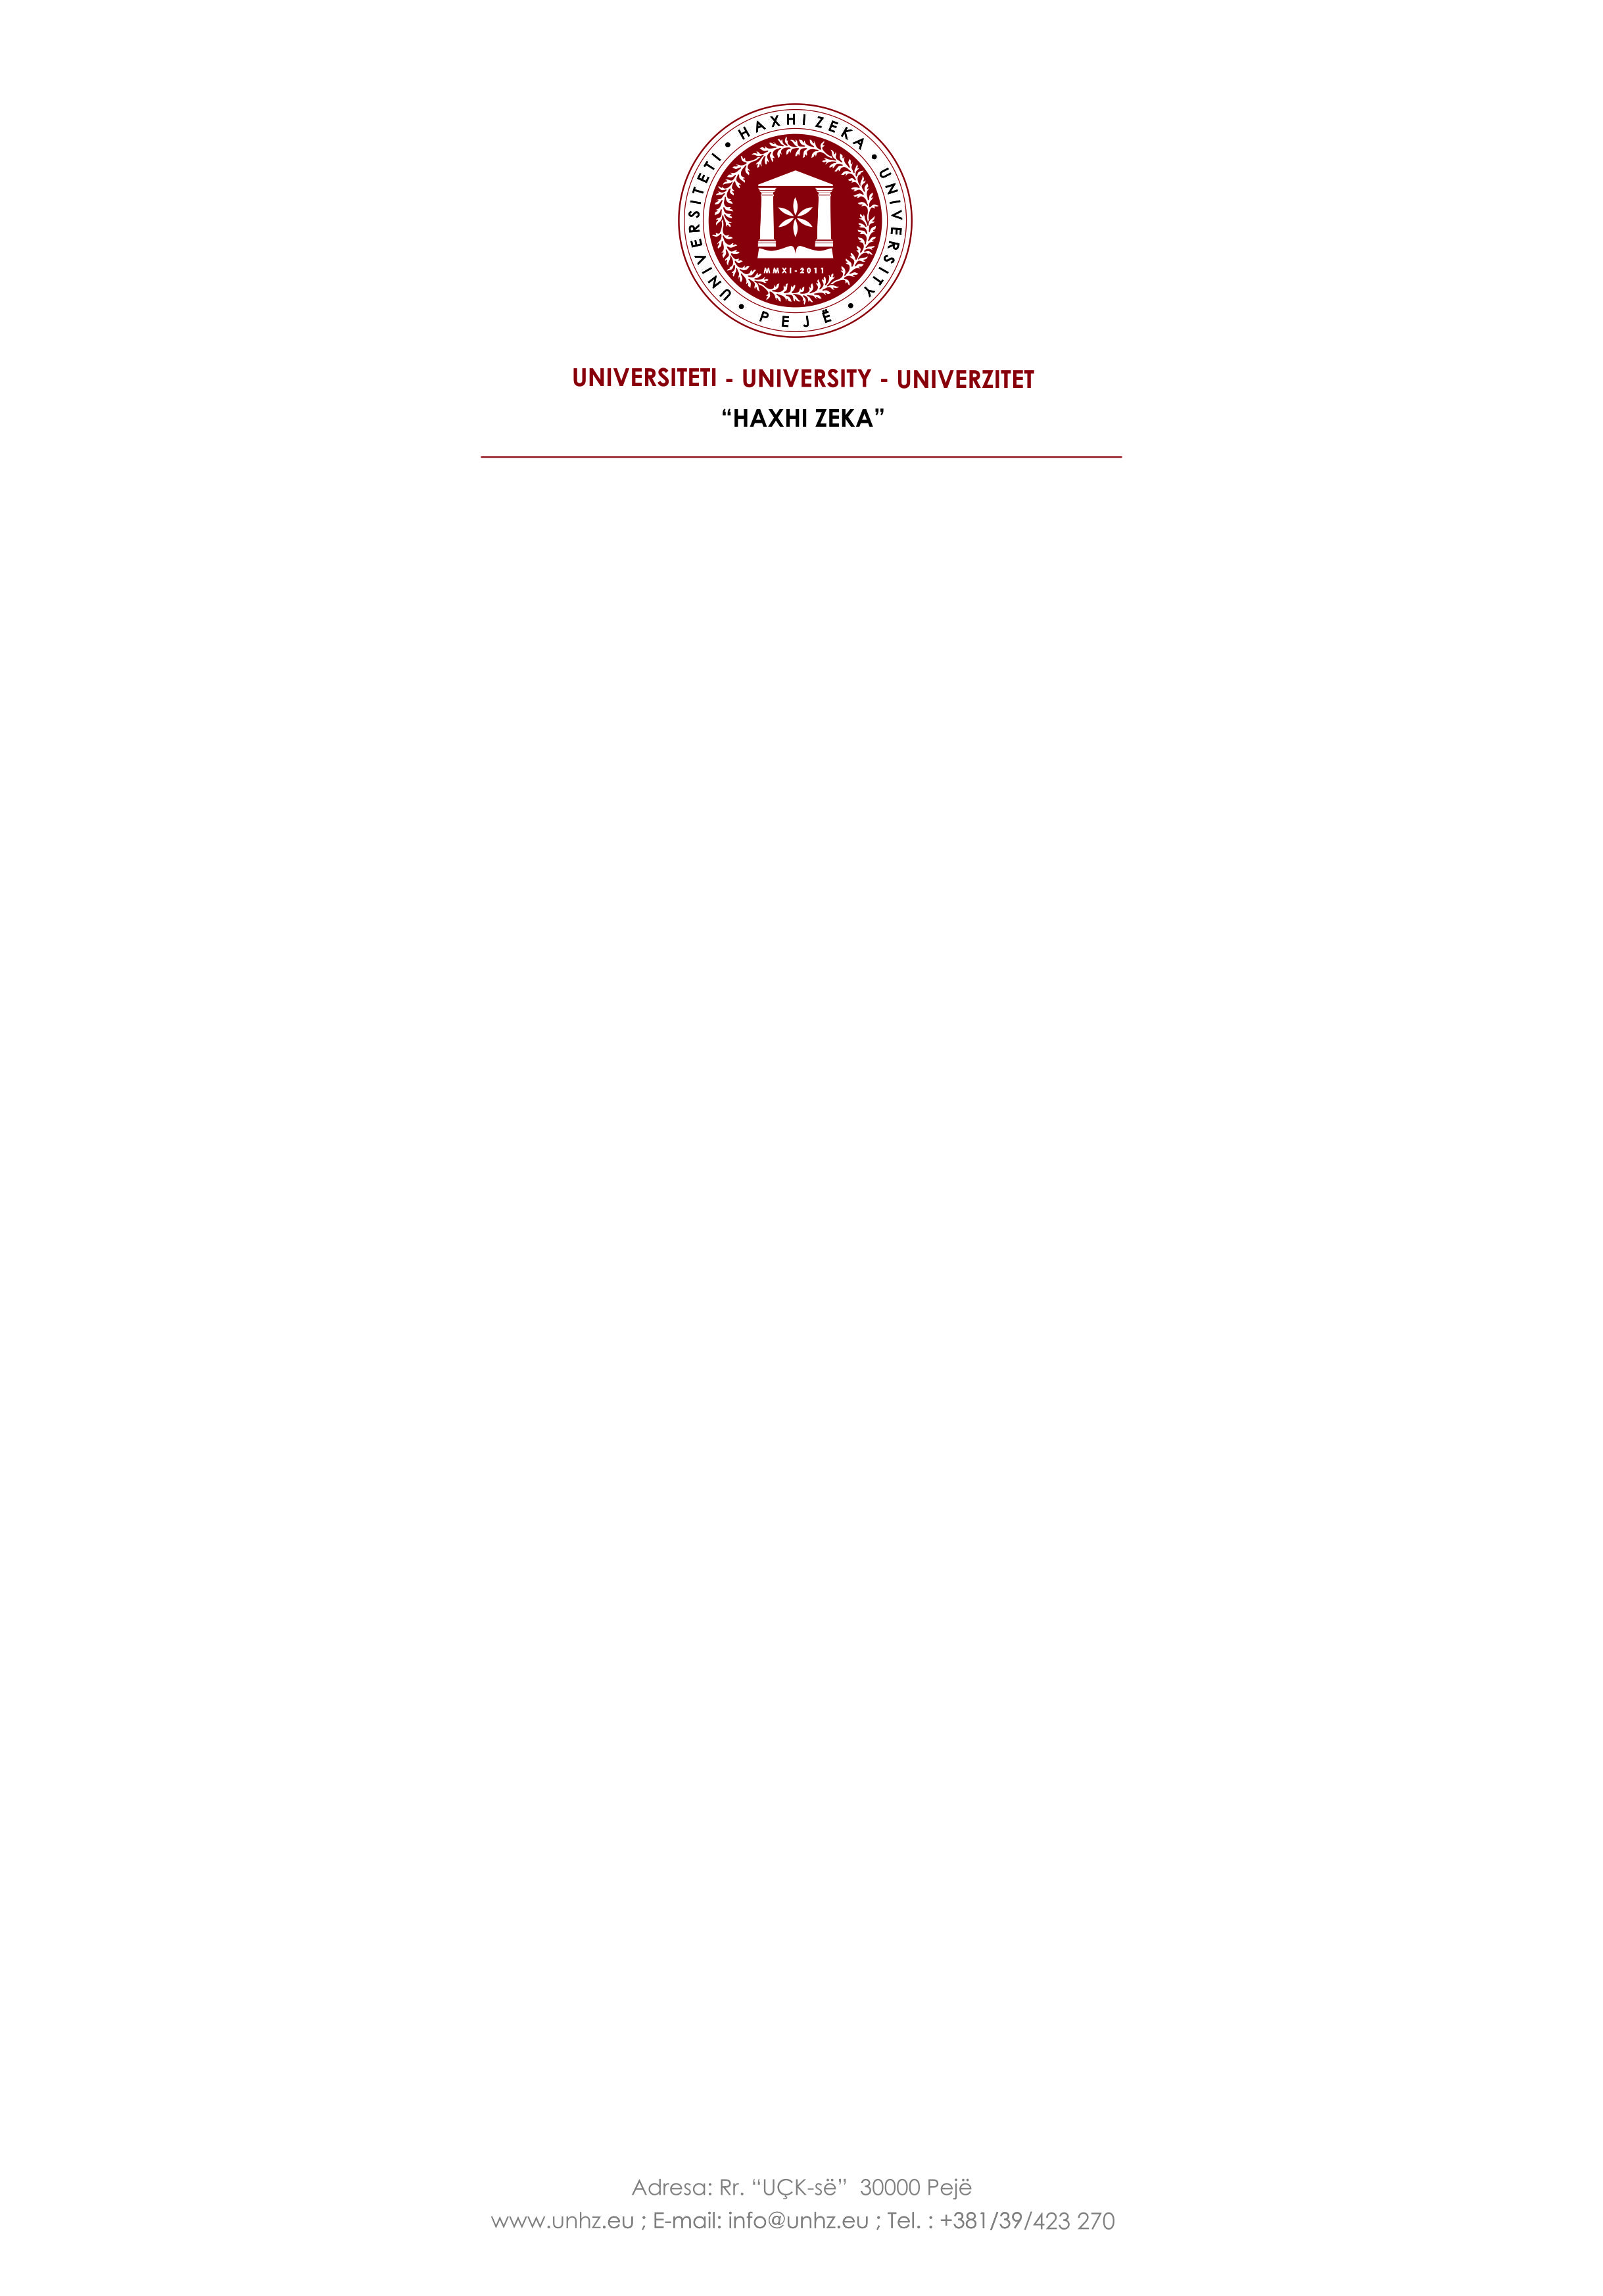 UNIVERSITETI • HAXHI ZEKA • UNIVERSITY • PEJË •
MMXI-2011
UNIVERSITETI - UNIVERSITY - UNIVERZITET
“HAXHI ZEKA”
Adresa: Rr. “UÇK-së” 30000 Pejë
www.unhz.eu ; E-mail: info@unhz.eu ; Tel. : +381/39/423 270